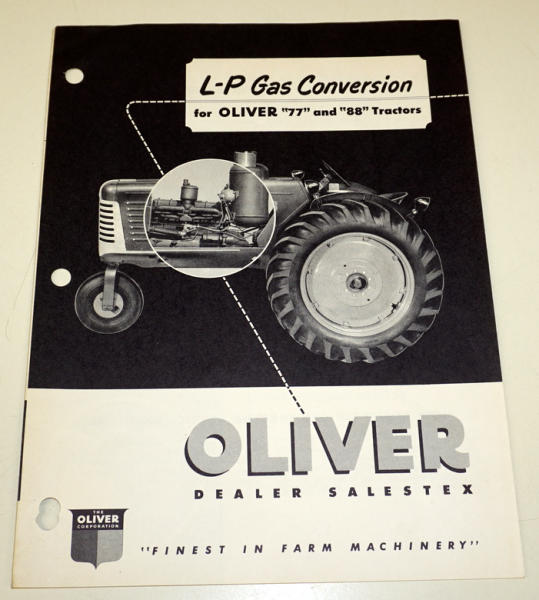 L-P Gas Conversion
for OLIVER "77" and "88" Tractors
OLIVER
DEALER SALESTEX
THE
OLIVER
CORPORATION
"FINEST IN FARM MACHINERY"